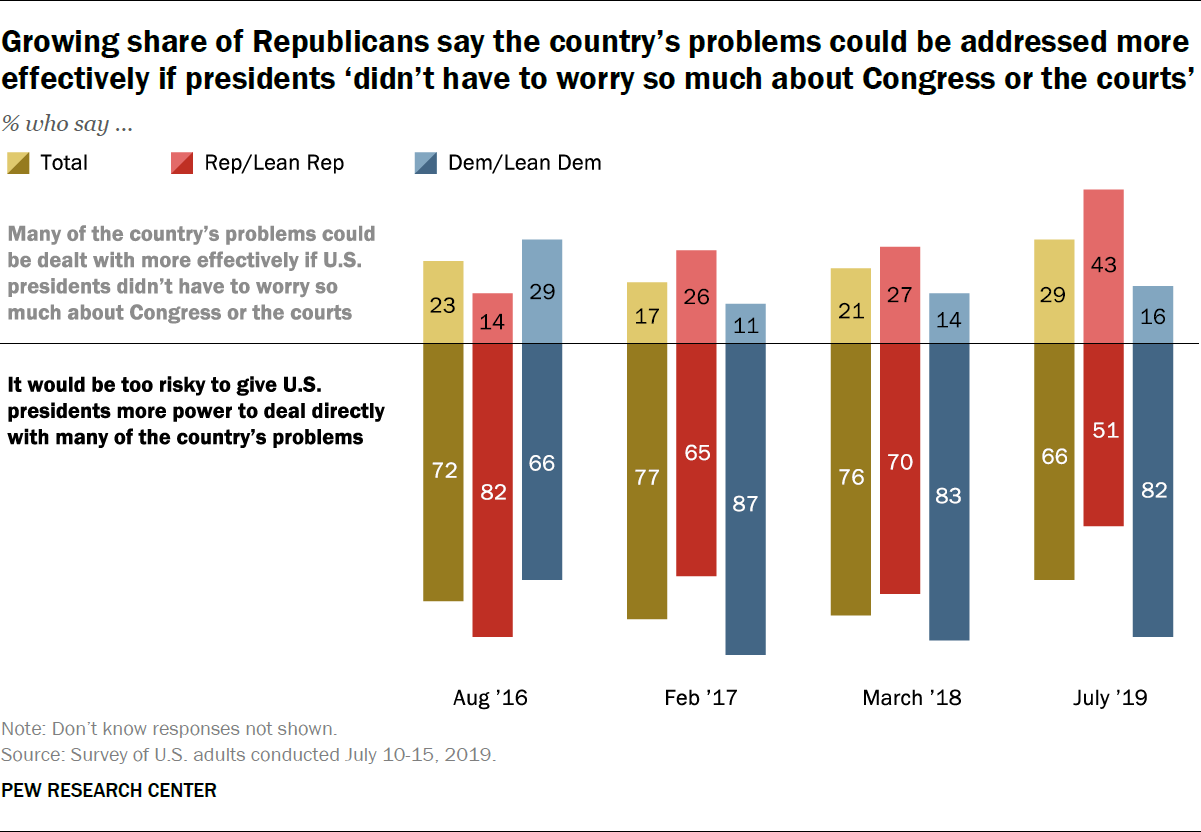 Growing share of Republicans say the country’s problems could be addressed more
effectively if presidents ‘didn’t have to worry so much about Congress or the courts’
% who say ...
Total Rep/Lean Rep Dem/Lean Dem
Many of the country’s problems could
be dealt with more effectively if U.S.
presidents didn’t have to worry so
much about Congress or the courts
23 14 29 17 26 11 21 27 14 29 43 16
It would be too risky to give U.S.
presidents more power to deal directly
with many of the country’s problems
72 82 66 77 65 87 76 70 83 66 51 82
Aug ’16 Feb ’17 March ’18 July ’19
Note: Don’t know responses not shown.
Source: Survey of U.S. adults conducted July 10-15, 2019.
PEW RESEARCH CENTER